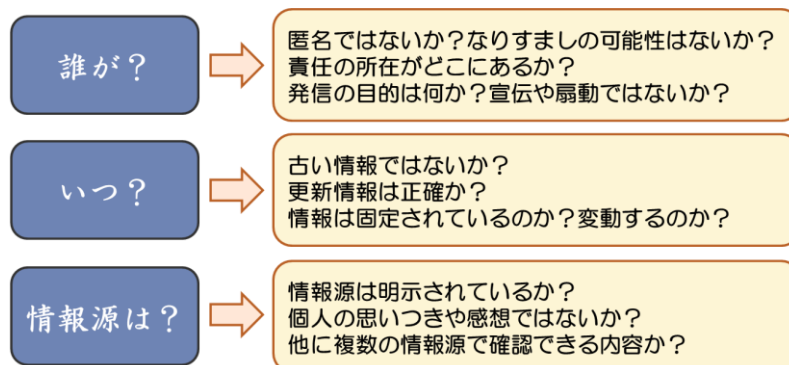 誰が？
匿名ではないか？なりすましの可能性はないか？
責任の所在がどこにあるか？
発信の目的は何か？宣伝や扇動ではないか？
いつ？
古い情報ではないか？
更新情報は正確か？
情報は固定されているのか？変動するのか？
情報源は？
情報源は明示されているか？
個人の思いつきや感想ではないか？
他に複数の情報源で確認できる内容か？